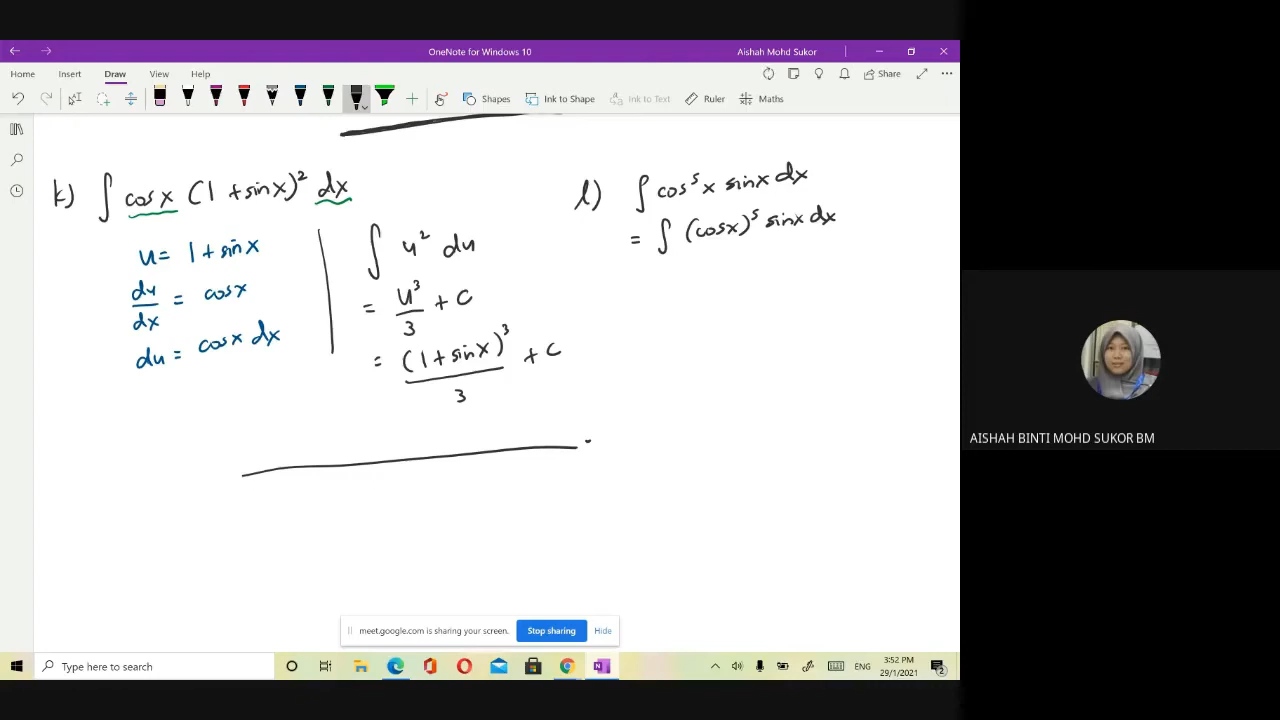 OneNote for Windows 10
Aishah Mohd Sukor
Home Insert Draw View Help
Share
Shapes Ink to Shape Ink to Text Ruler Maths
k) ∫ cos x (1 + sin x)² dx
u = 1 + sin x
du/dx = cos x
du = cos x dx
∫ u² du
= u³/3 + c
= (1 + sin x)³/3 + c
l) ∫ cos⁵ x sin x dx
= ∫ (cos x)⁵ sin x dx
AISHAH BINTI MOHD SUKOR BM
meet.google.com is sharing your screen. Stop sharing Hide
Type here to search
ENG
3:52 PM
29/1/2021
2